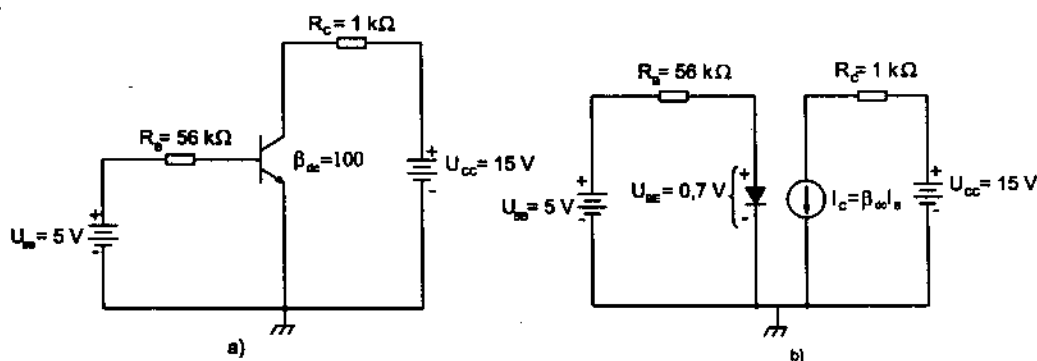 R_C = 1 kΩ
R_B = 56 kΩ
β_dc = 100
+
-
U_CC = 15 V
+
-
U_BB = 5 V
a)
R_B = 56 kΩ
R_C = 1 kΩ
+
-
U_BB = 5 V
U_BE = 0,7 V
+
-
I_C = β_dc I_B
+
-
U_CC = 15 V
b)